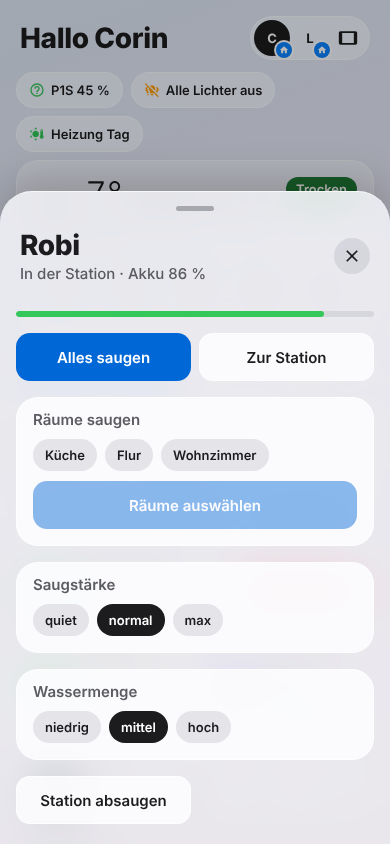 Hallo Corin
C
L
P1S 45 %
Alle Lichter aus
Heizung Tag
Trocken
Robi
In der Station · Akku 86 %
Alles saugen
Zur Station
Räume saugen
Küche
Flur
Wohnzimmer
Räume auswählen
Saugstärke
quiet
normal
max
Wassermenge
niedrig
mittel
hoch
Station absaugen